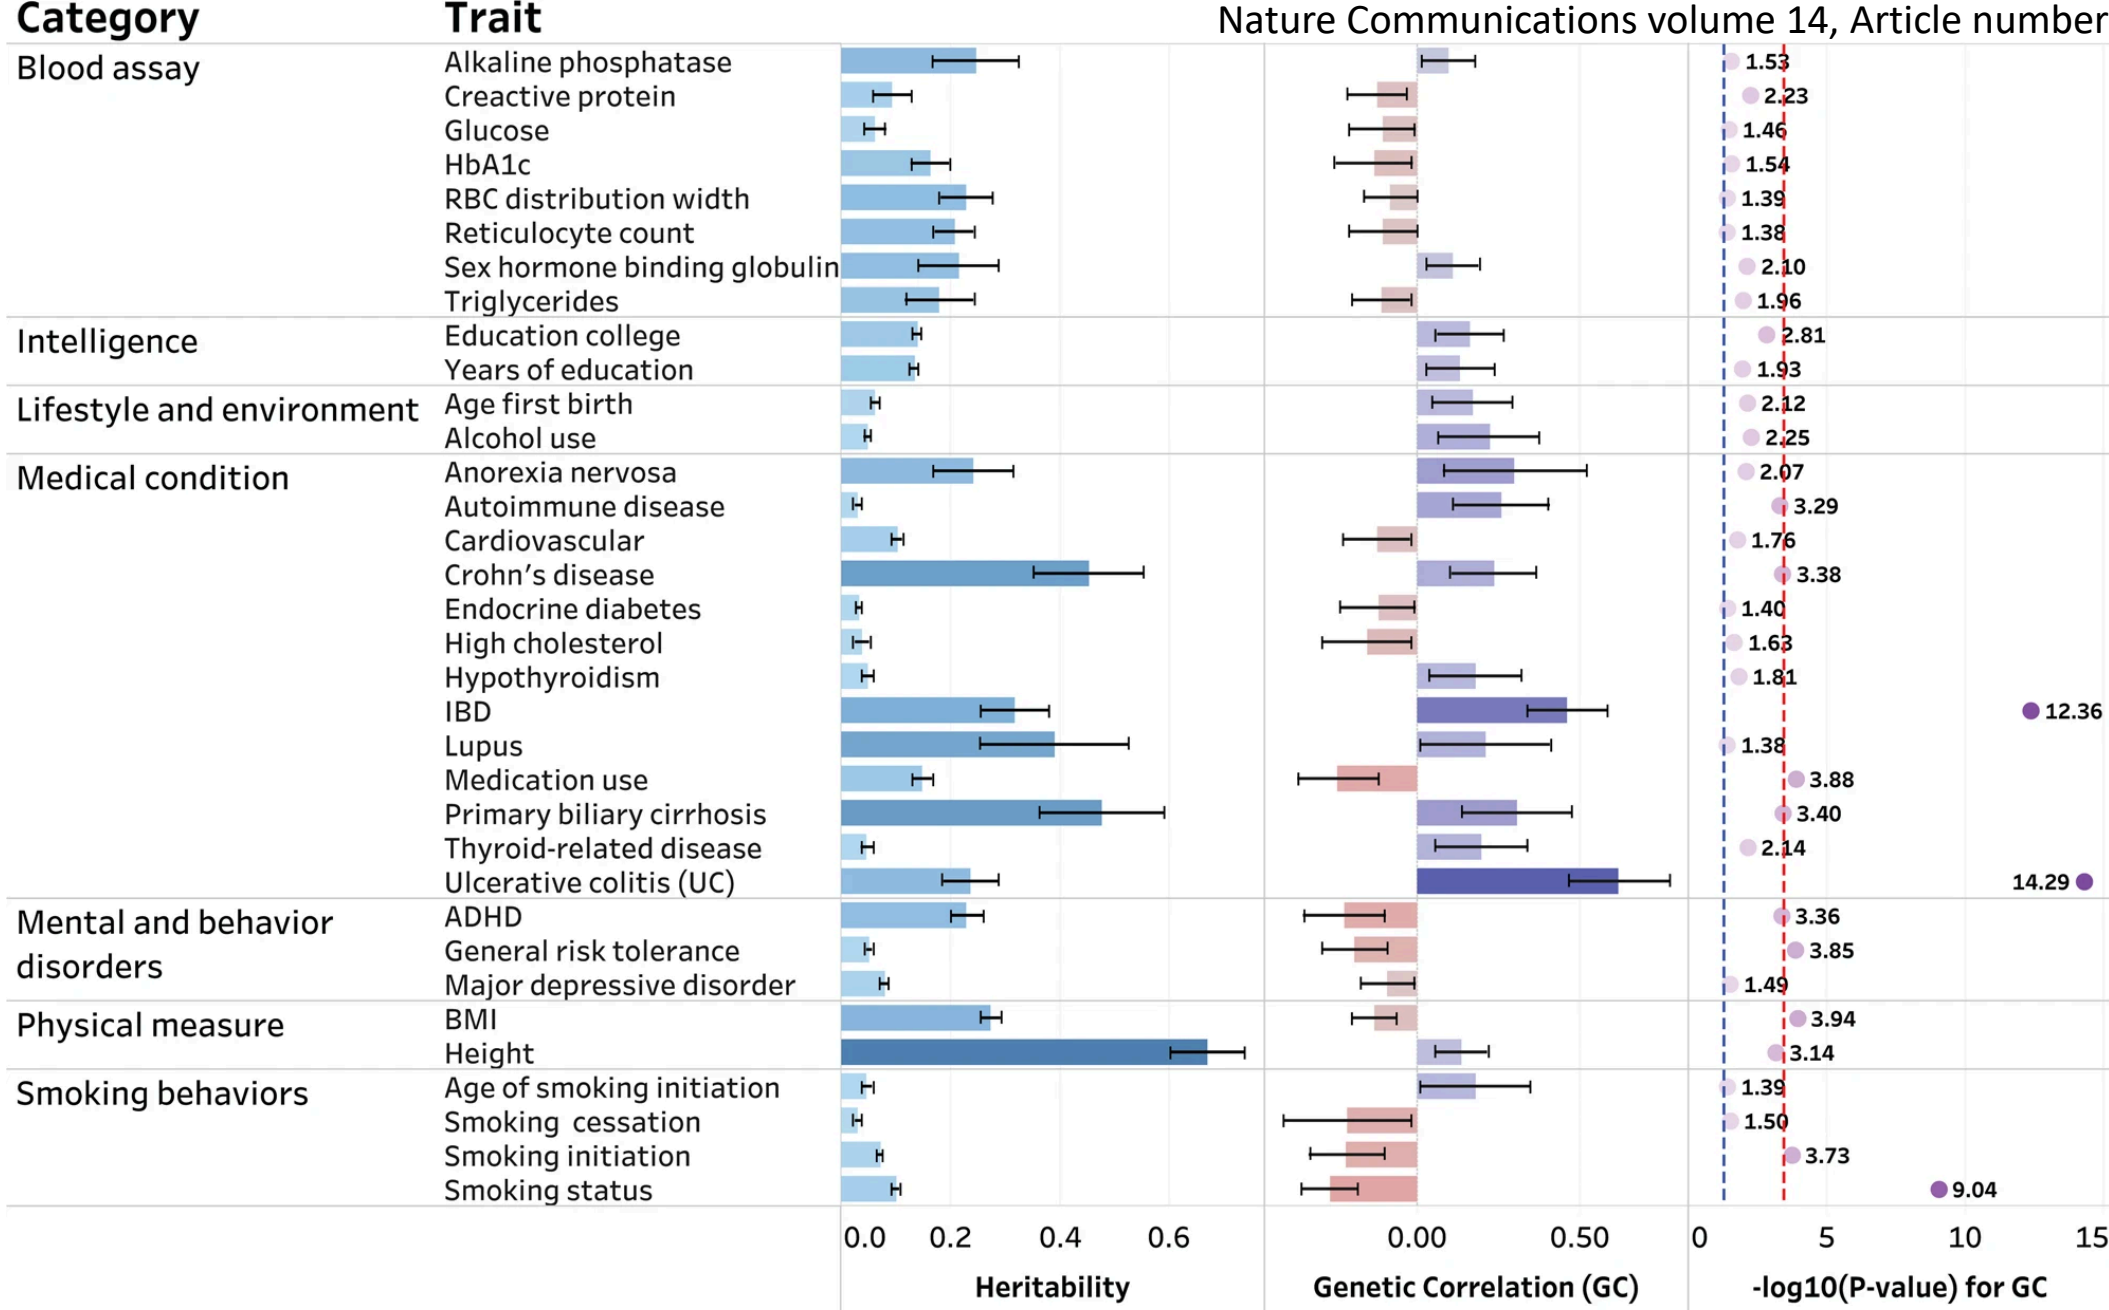 Category Trait Nature Communications volume 14, Article number
Blood assay Alkaline phosphatase 1.53
Creactive protein 2.23
Glucose 1.46
HbA1c 1.54
RBC distribution width 1.39
Reticulocyte count 1.38
Sex hormone binding globulin 2.10
Triglycerides 1.96
Intelligence Education college 2.81
Years of education 1.93
Lifestyle and environment Age first birth 2.12
Alcohol use 2.25
Medical condition Anorexia nervosa 2.07
Autoimmune disease 3.29
Cardiovascular 1.76
Crohn’s disease 3.38
Endocrine diabetes 1.40
High cholesterol 1.63
Hypothyroidism 1.81
IBD 12.36
Lupus 1.38
Medication use 3.88
Primary biliary cirrhosis 3.40
Thyroid-related disease 2.14
Ulcerative colitis (UC) 14.29
Mental and behavior ADHD 3.36
disorders General risk tolerance 3.85
Major depressive disorder 1.49
Physical measure BMI 3.94
Height 3.14
Smoking behaviors Age of smoking initiation 1.39
Smoking cessation 1.50
Smoking initiation 3.73
Smoking status 9.04
0.0 0.2 0.4 0.6 0.00 0.50 0 5 10 15
Heritability Genetic Correlation (GC) -log10(P-value) for GC